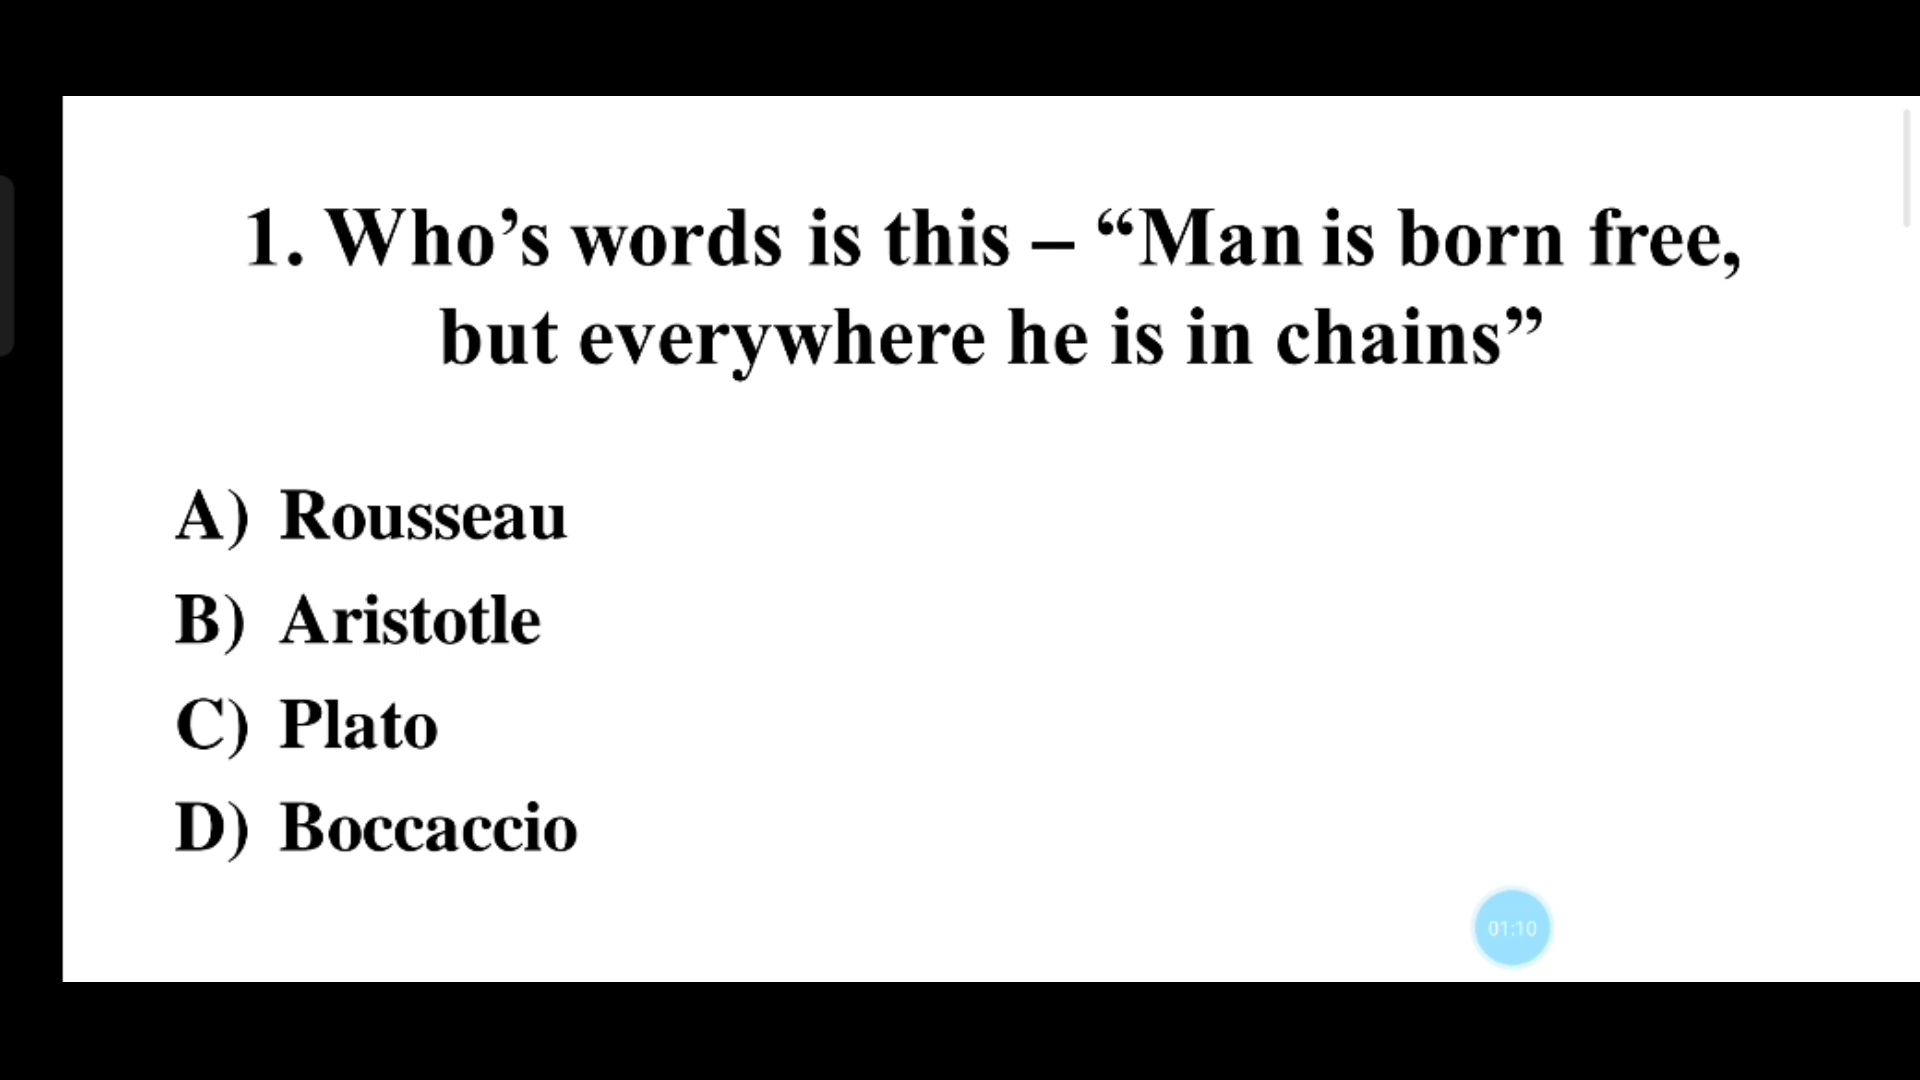 1. Who’s words is this – “Man is born free,
but everywhere he is in chains”
A) Rousseau
B) Aristotle
C) Plato
D) Boccaccio
01:10